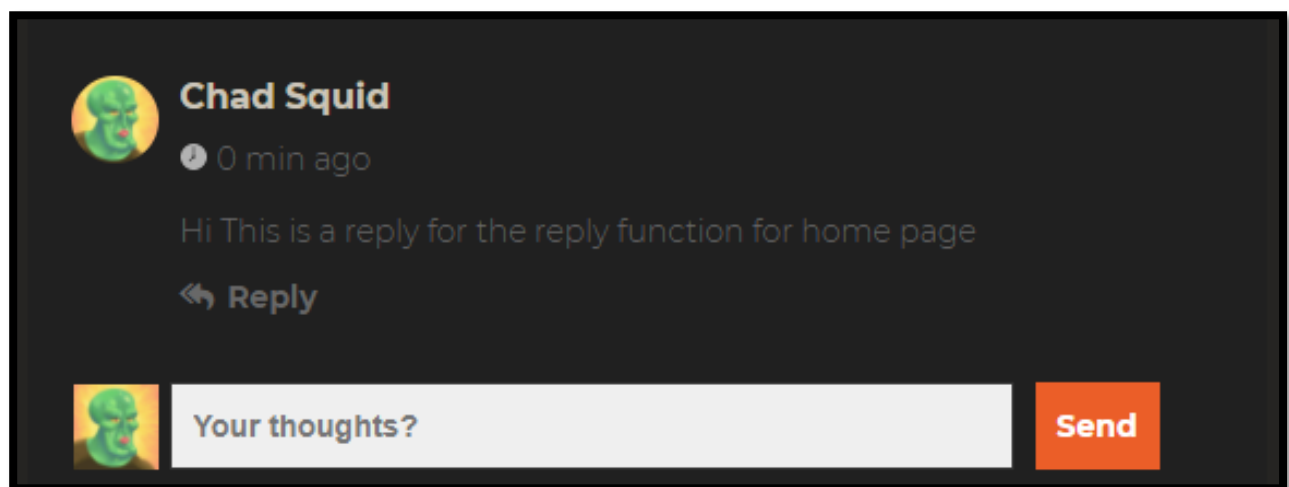 Chad Squid
0 min ago
Hi This is a reply for the reply function for home page
Reply
Your thoughts?
Send